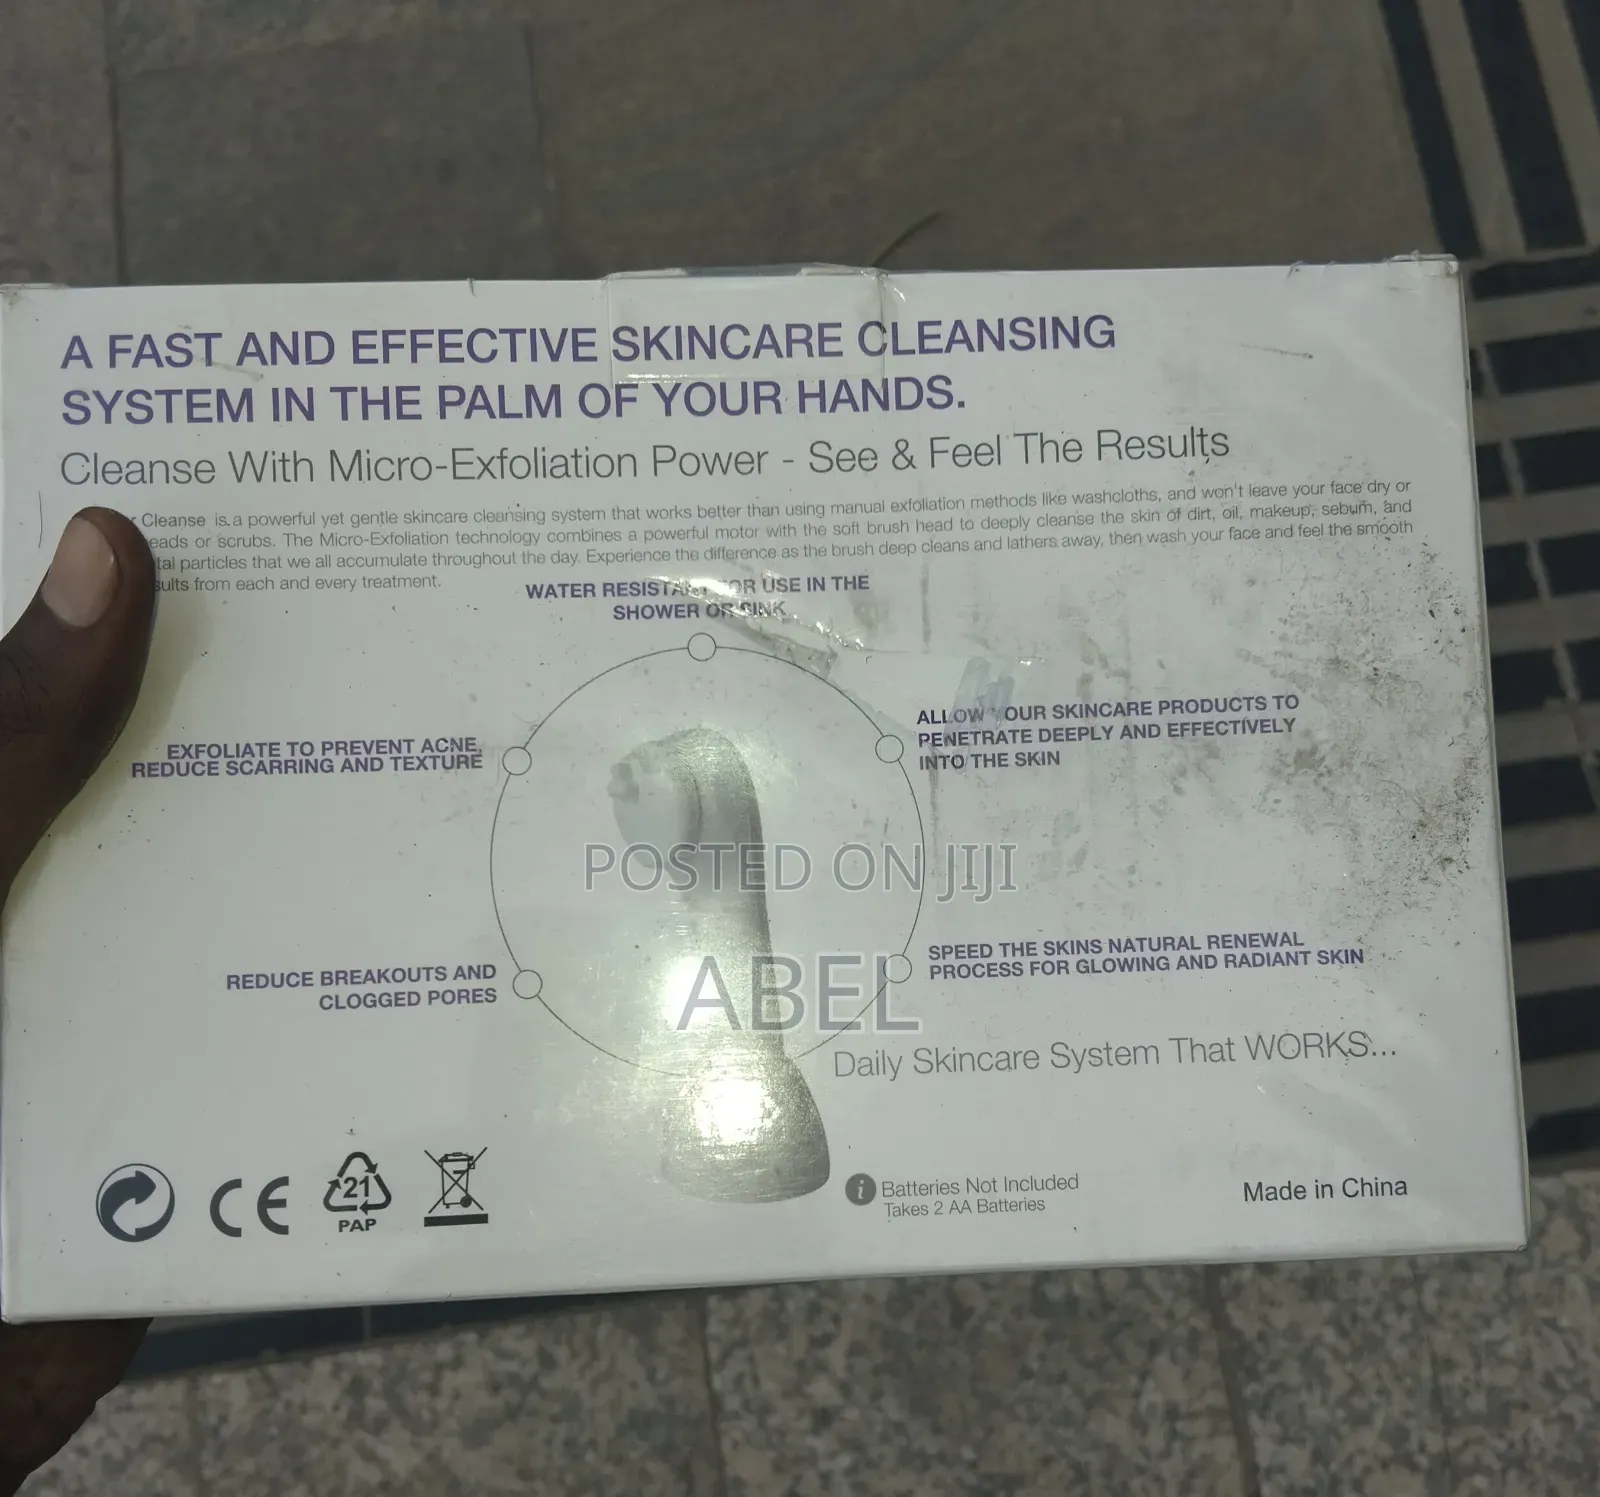 A FAST AND EFFECTIVE SKINCARE CLEANSING
SYSTEM IN THE PALM OF YOUR HANDS.
Cleanse With Micro-Exfoliation Power - See & Feel The Results
Cleanse is a powerful yet gentle skincare cleansing system that works better than using manual exfoliation methods like washcloths, and won't leave your face dry or
or scrubs. The Micro-Exfoliation technology combines a powerful motor with the soft brush head to deeply cleanse the skin of dirt, oil, makeup, sebum, and
particles that we all accumulate throughout the day. Experience the difference as the brush deep cleans and lathers away, then wash your face and feel the smooth
from each and every treatment.
WATER RESISTANT FOR USE IN THE
SHOWER OR SINK
EXFOLIATE TO PREVENT ACNE,
REDUCE SCARRING AND TEXTURE
ALLOW YOUR SKINCARE PRODUCTS TO
PENETRATE DEEPLY AND EFFECTIVELY
INTO THE SKIN
POSTED ON JIJI
ABEL
REDUCE BREAKOUTS AND
CLOGGED PORES
SPEED THE SKINS NATURAL RENEWAL
PROCESS FOR GLOWING AND RADIANT SKIN
Daily Skincare System That WORKS...
CE
21
PAP
i Batteries Not Included
Takes 2 AA Batteries
Made in China